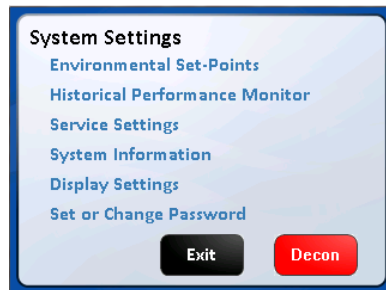 System Settings
Environmental Set-Points
Historical Performance Monitor
Service Settings
System Information
Display Settings
Set or Change Password
Exit Decon